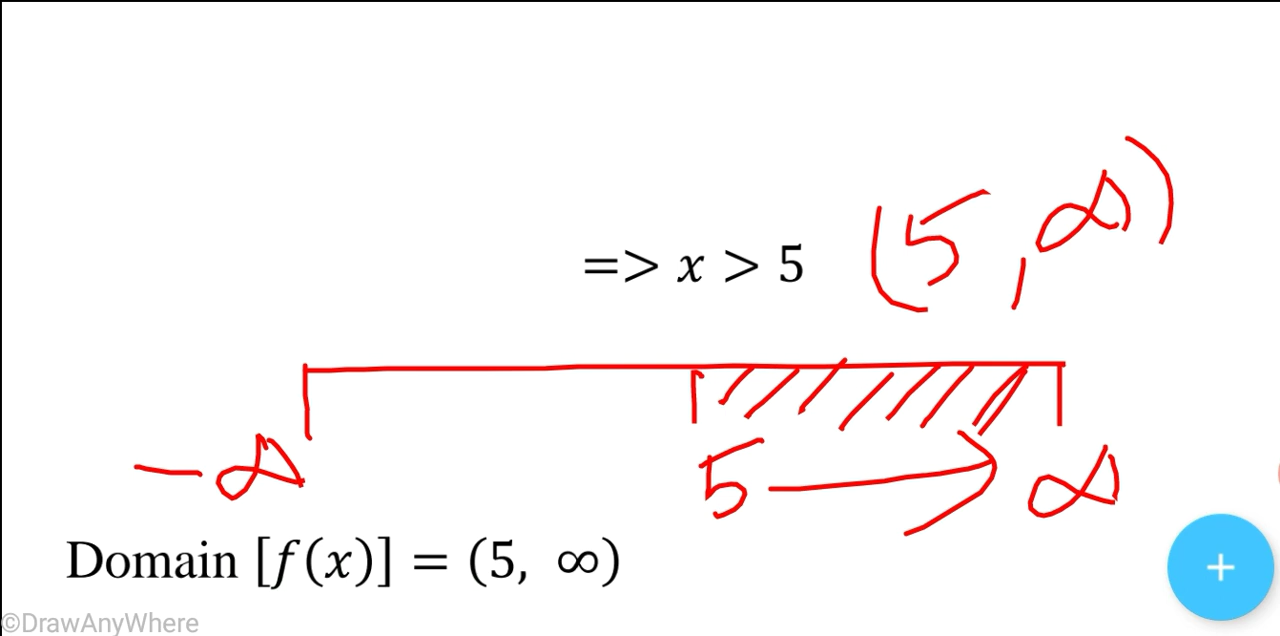 => x > 5 (5, ∞)
-∞ 5 ∞
Domain [f(x)] = (5, ∞)
+
©DrawAnyWhere